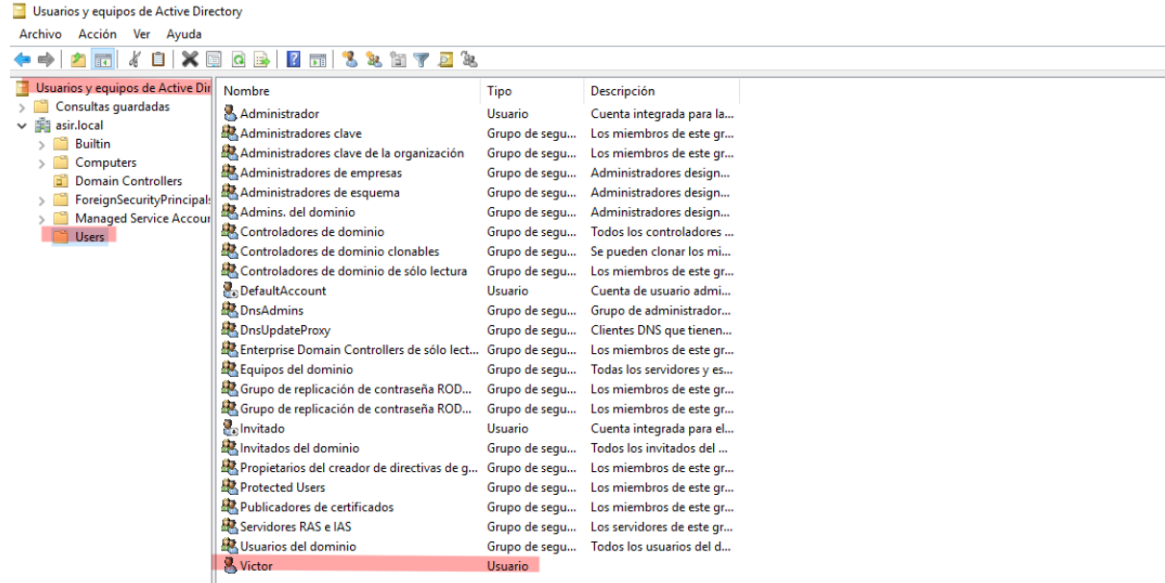 Usuarios y equipos de Active Directory
Archivo Acción Ver Ayuda
Usuarios y equipos de Active Dir
Consultas guardadas
asir.local
Builtin
Computers
Domain Controllers
ForeignSecurityPrincipals
Managed Service Accour
Users
Nombre Tipo Descripción
Administrador Usuario Cuenta integrada para la...
Administradores clave Grupo de segu... Los miembros de este gr...
Administradores clave de la organización Grupo de segu... Los miembros de este gr...
Administradores de empresas Grupo de segu... Administradores design...
Administradores de esquema Grupo de segu... Administradores design...
Admins. del dominio Grupo de segu... Administradores design...
Controladores de dominio Grupo de segu... Todos los controladores ...
Controladores de dominio clonables Grupo de segu... Se pueden clonar los mi...
Controladores de dominio de sólo lectura Grupo de segu... Los miembros de este gr...
DefaultAccount Usuario Cuenta de usuario admi...
DnsAdmins Grupo de segu... Grupo de administrador...
DnsUpdateProxy Grupo de segu... Clientes DNS que tienen...
Enterprise Domain Controllers de sólo lect... Grupo de segu... Los miembros de este gr...
Equipos del dominio Grupo de segu... Todas los servidores y es...
Grupo de replicación de contraseña ROD... Grupo de segu... Los miembros de este gr...
Grupo de replicación de contraseña ROD... Grupo de segu... Los miembros de este gr...
Invitado Usuario Cuenta integrada para el...
Invitados del dominio Grupo de segu... Todos los invitados del ...
Propietarios del creador de directivas de g... Grupo de segu... Los miembros de este gr...
Protected Users Grupo de segu... Los miembros de este gr...
Publicadores de certificados Grupo de segu... Los miembros de este gr...
Servidores RAS e IAS Grupo de segu... Los servidores de este gr...
Usuarios del dominio Grupo de segu... Todos los usuarios del d...
Victor Usuario